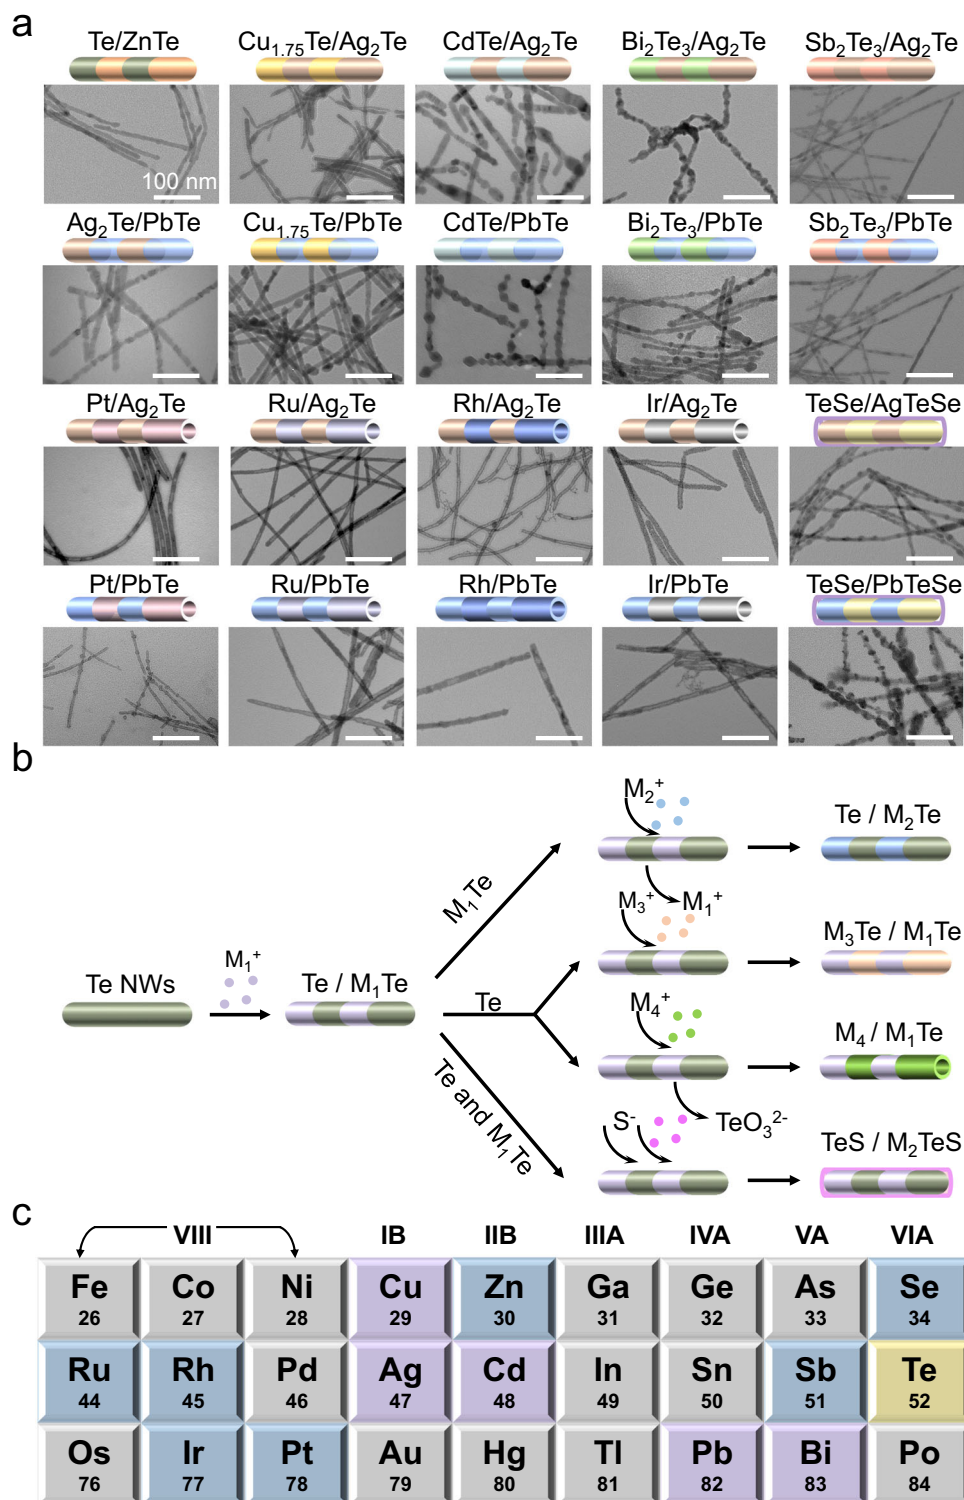 a
Te/ZnTe Cu1.75Te/Ag2Te CdTe/Ag2Te Bi2Te3/Ag2Te Sb2Te3/Ag2Te
100 nm
Ag2Te/PbTe Cu1.75Te/PbTe CdTe/PbTe Bi2Te3/PbTe Sb2Te3/PbTe
Pt/Ag2Te Ru/Ag2Te Rh/Ag2Te Ir/Ag2Te TeSe/AgTeSe
Pt/PbTe Ru/PbTe Rh/PbTe Ir/PbTe TeSe/PbTeSe
b
Te NWs
M1+
Te / M1Te
M1Te
Te
Te and M1Te
M2+
Te / M2Te
M1+
M3+
M3Te / M1Te
M4+
M4 / M1Te
TeO3²-
S-
TeS / M2TeS
c
VIII IB IIB IIIA IVA VA VIA
Fe Co Ni Cu Zn Ga Ge As Se
26 27 28 29 30 31 32 33 34
Ru Rh Pd Ag Cd In Sn Sb Te
44 45 46 47 48 49 50 51 52
Os Ir Pt Au Hg Tl Pb Bi Po
76 77 78 79 80 81 82 83 84